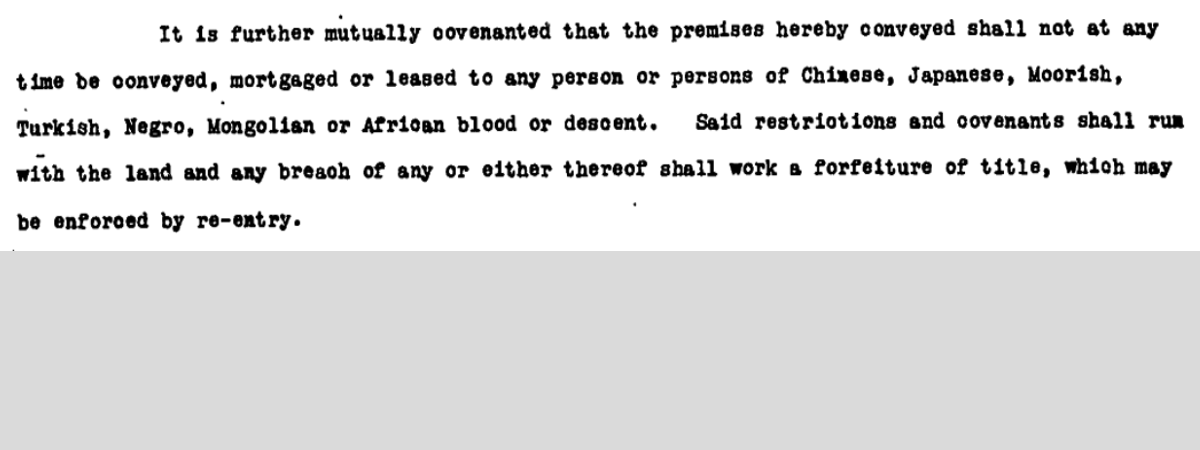 It is further mutually covenanted that the premises hereby conveyed shall not at any
time be conveyed, mortgaged or leased to any person or persons of Chinese, Japanese, Moorish,
Turkish, Negro, Mongolian or African blood or descent. Said restrictions and covenants shall run
with the land and any breach of any or either thereof shall work a forfeiture of title, which may
be enforced by re-entry.